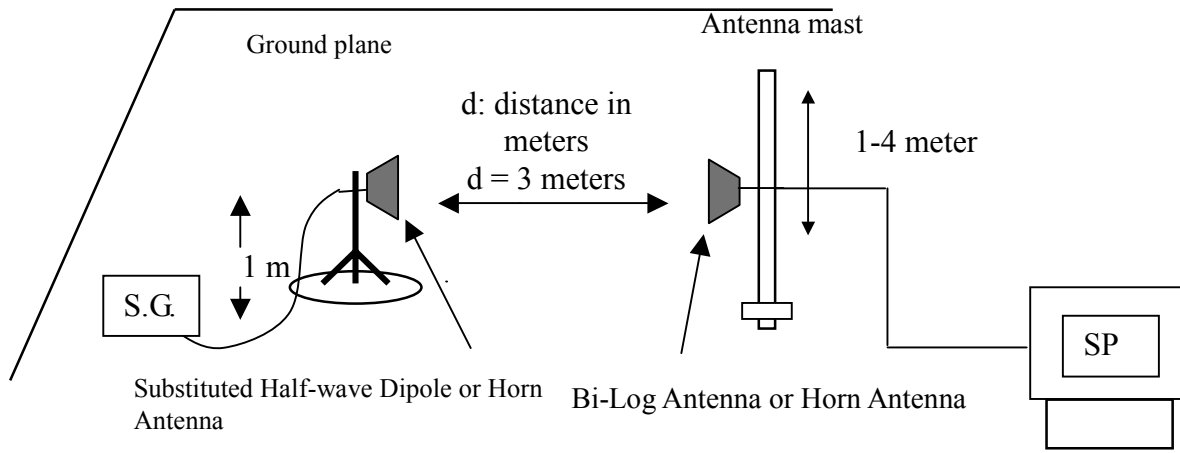 Ground plane
Antenna mast
d: distance in
meters
d = 3 meters
1-4 meter
1 m
S.G.
SP
Substituted Half-wave Dipole or Horn
Antenna
Bi-Log Antenna or Horn Antenna